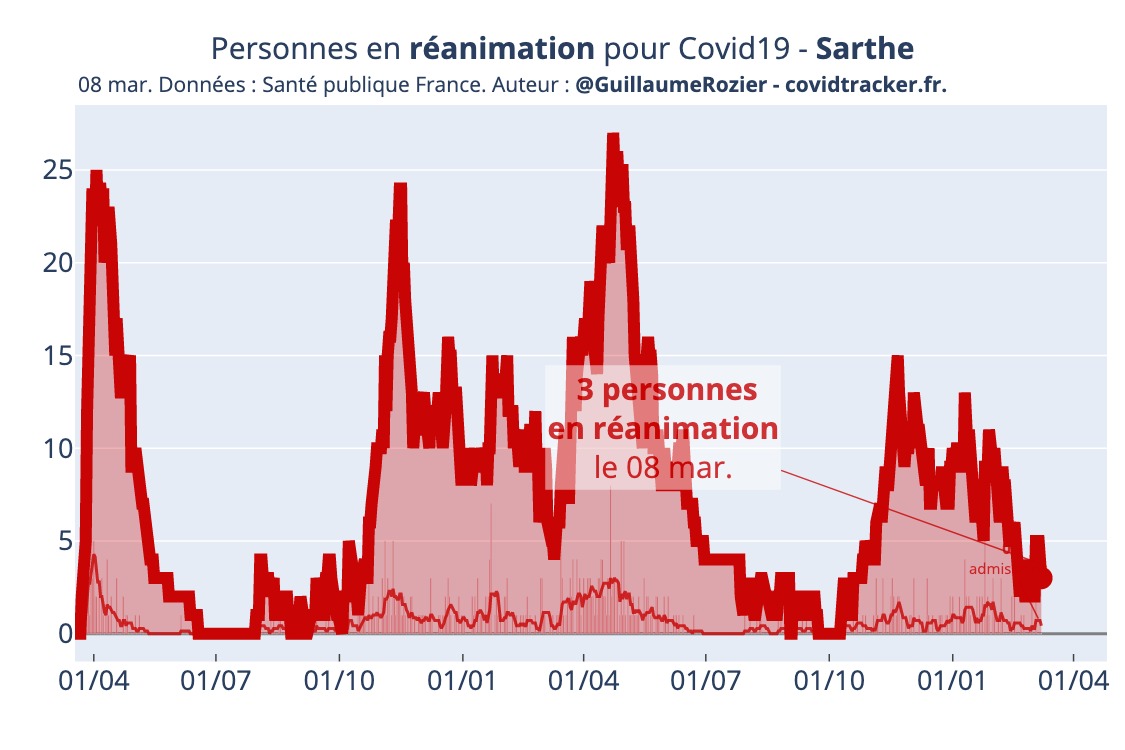 Personnes en réanimation pour Covid19 - Sarthe
08 mar. Données : Santé publique France. Auteur : @GuillaumeRozier - covidtracker.fr.
25
20
15
10
5
0
3 personnes
en réanimation
le 08 mar.
admis
01/04
01/07
01/10
01/01
01/04
01/07
01/10
01/01
01/04